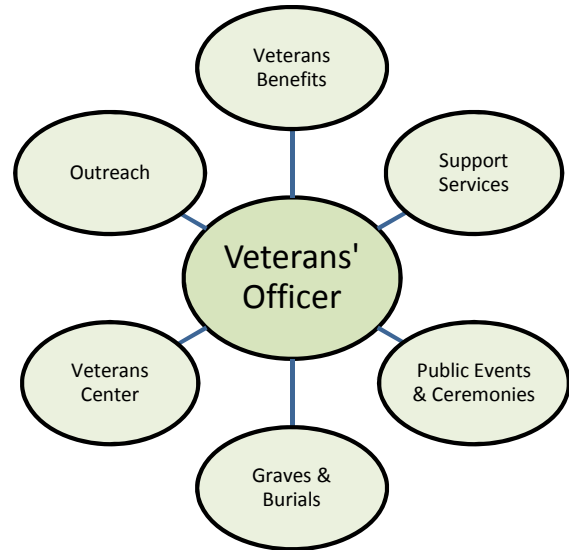 Veterans
Benefits
Outreach
Support
Services
Veterans'
Officer
Veterans
Center
Public Events
& Ceremonies
Graves &
Burials